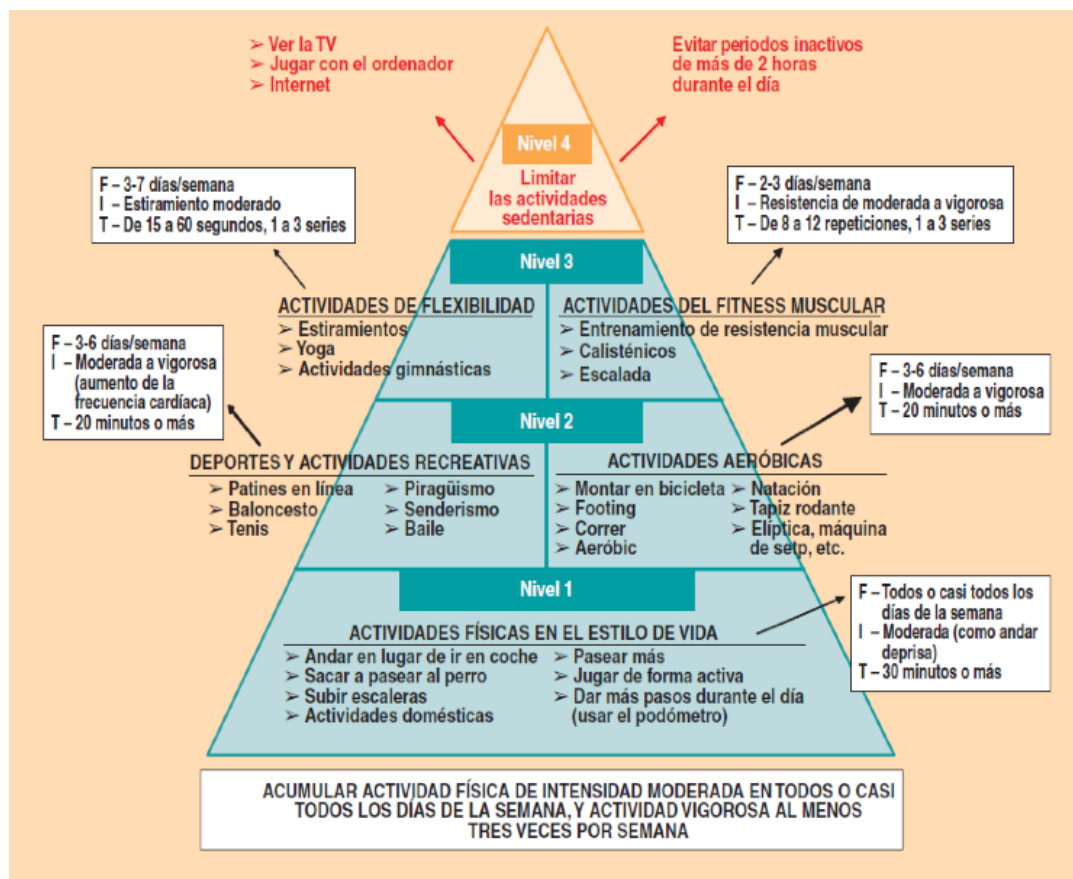 ➢ Ver la TV
➢ Jugar con el ordenador
➢ Internet
Evitar periodos inactivos
de más de 2 horas
durante el día
Nivel 4
Limitar
las actividades
sedentarias
F – 3-7 días/semana
I – Estiramiento moderado
T – De 15 a 60 segundos, 1 a 3 series
F – 2-3 días/semana
I – Resistencia de moderada a vigorosa
T – De 8 a 12 repeticiones, 1 a 3 series
Nivel 3
ACTIVIDADES DE FLEXIBILIDAD
➢ Estiramientos
➢ Yoga
➢ Actividades gimnásticas
ACTIVIDADES DEL FITNESS MUSCULAR
➢ Entrenamiento de resistencia muscular
➢ Calisténicos
➢ Escalada
F – 3-6 días/semana
I – Moderada a vigorosa
(aumento de la
frecuencia cardíaca)
T – 20 minutos o más
F – 3-6 días/semana
I – Moderada a vigorosa
T – 20 minutos o más
Nivel 2
DEPORTES Y ACTIVIDADES RECREATIVAS
➢ Patines en línea
➢ Baloncesto
➢ Tenis
➢ Piragüismo
➢ Senderismo
➢ Baile
ACTIVIDADES AERÓBICAS
➢ Montar en bicicleta
➢ Footing
➢ Correr
➢ Aeróbic
➢ Natación
➢ Tapiz rodante
➢ Elíptica, máquina
de setp, etc.
Nivel 1
ACTIVIDADES FÍSICAS EN EL ESTILO DE VIDA
➢ Andar en lugar de ir en coche
➢ Sacar a pasear al perro
➢ Subir escaleras
➢ Actividades domésticas
➢ Pasear más
➢ Jugar de forma activa
➢ Dar más pasos durante el día
(usar el podómetro)
F – Todos o casi todos los
días de la semana
I – Moderada (como andar
deprisa)
T – 30 minutos o más
ACUMULAR ACTIVIDAD FÍSICA DE INTENSIDAD MODERADA EN TODOS O CASI
TODOS LOS DÍAS DE LA SEMANA, Y ACTIVIDAD VIGOROSA AL MENOS
TRES VECES POR SEMANA